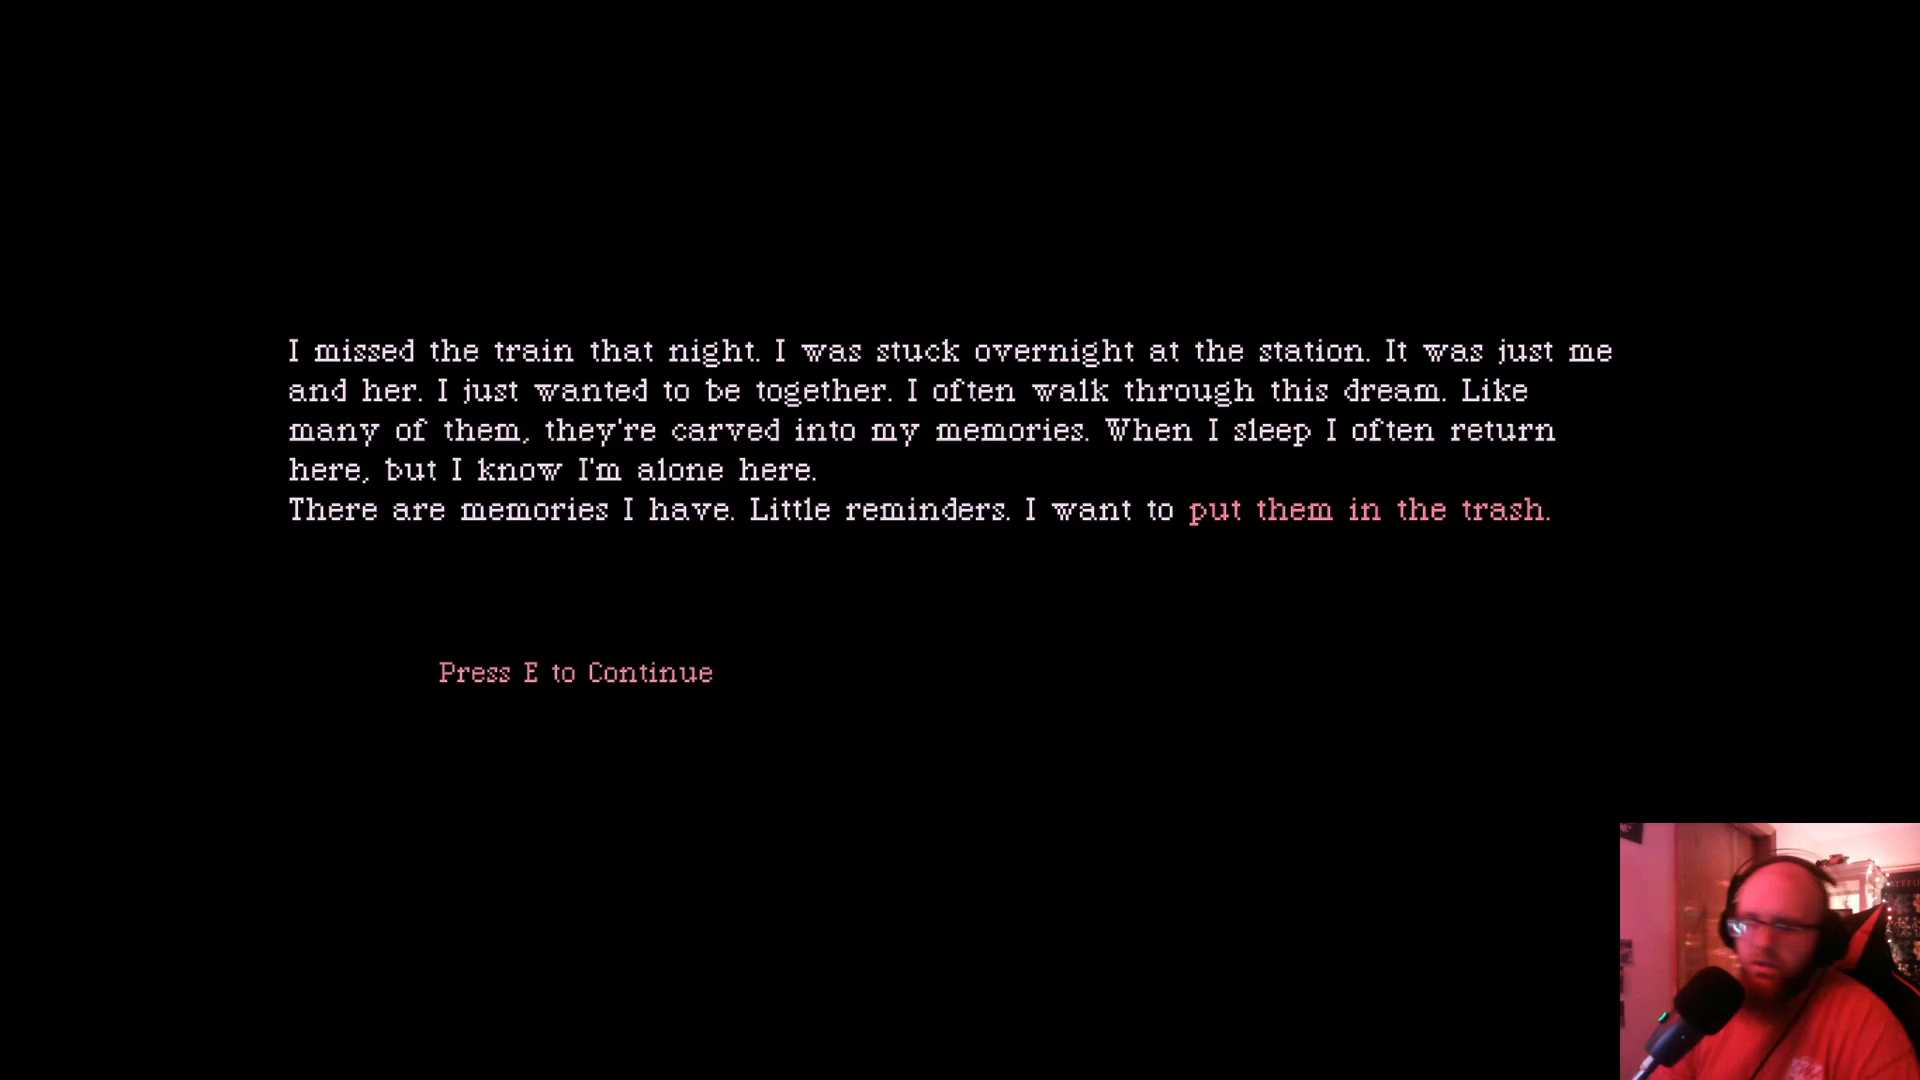 I missed the train that night. I was stuck overnight at the station. It was just me
and her. I just wanted to be together. I often walk through this dream. Like
many of them, they're carved into my memories. When I sleep I often return
here, but I know I'm alone here.
There are memories I have. Little reminders. I want to put them in the trash.
Press E to Continue